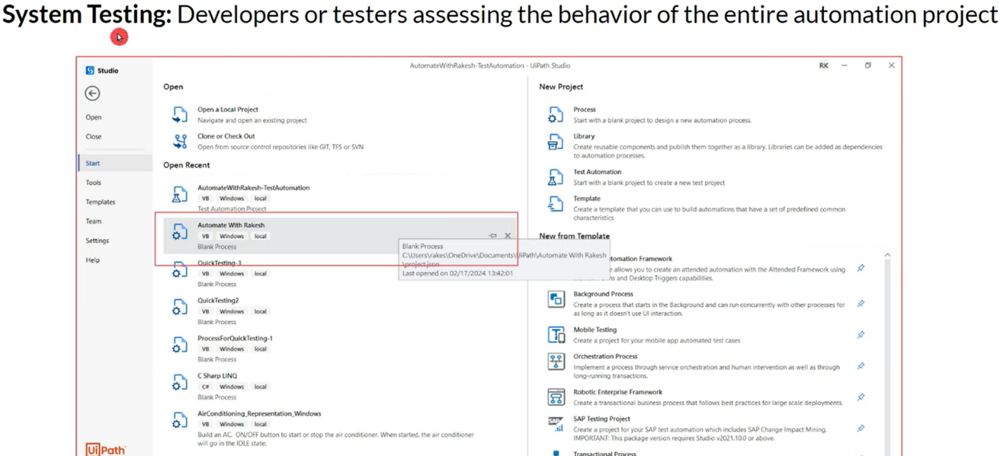 System Testing: Developers or testers assessing the behavior of the entire automation project
Studio
AutomateWithRakesh-TestAutomation - UiPath Studio
RK
Open
Close
Start
Tools
Templates
Team
Settings
Help
UiPath
Open
Open a Local Project
Navigate and open an existing project
Clone or Check Out
Open from source control repositories like GIT, TFS or SVN
Open Recent
AutomateWithRakesh-TestAutomation
VB Windows local
Test Automation Project
Automate With Rakesh
VB Windows local
Blank Process
Blank Process
C:\Users\rakes\OneDrive\Documents\UiPath\Automate With Rakesh
\project.json
Last opened on 02/17/2024 13:42:01
QuickTesting-3
VB Windows local
Blank Process
QuickTesting2
VB Windows local
Blank Process
ProcessForQuickTesting-1
VB Windows local
Blank Process
C Sharp LINQ
C# Windows local
Blank Process
AirConditioning_Representation_Windows
VB Windows local
Build an AC. ON/OFF button to start or stop the air conditioner. When started, the air conditioner
will go in the IDLE state;
New Project
Process
Start with a blank project to design a new automation process.
Library
Create reusable components and publish them together as a library. Libraries can be added as dependencies
to automation processes.
Test Automation
Start with a blank project to create a new test project
Template
Create a template that you can use to build automations that have a set of predefined common
characteristics
New from Template
tomation Framework
allows you to create an attended automation with the Attended Framework using
and Desktop Triggers capabilities.
Background Process
Create a process that starts in the Background and can run concurrently with other processes for
as long as it doesn't use UI interaction.
Mobile Testing
Create a project for your mobile app automated test cases
Orchestration Process
Implement a process through service orchestration and human intervention as well as through
long-running transactions.
Robotic Enterprise Framework
Create a transactional business process that follows best practices for large scale deployments.
SAP Testing Project
Create a project for your SAP test automation which includes SAP Change Impact Mining.
IMPORTANT: This package version requires Studio v2021.10.0 or above.
Transactional Process